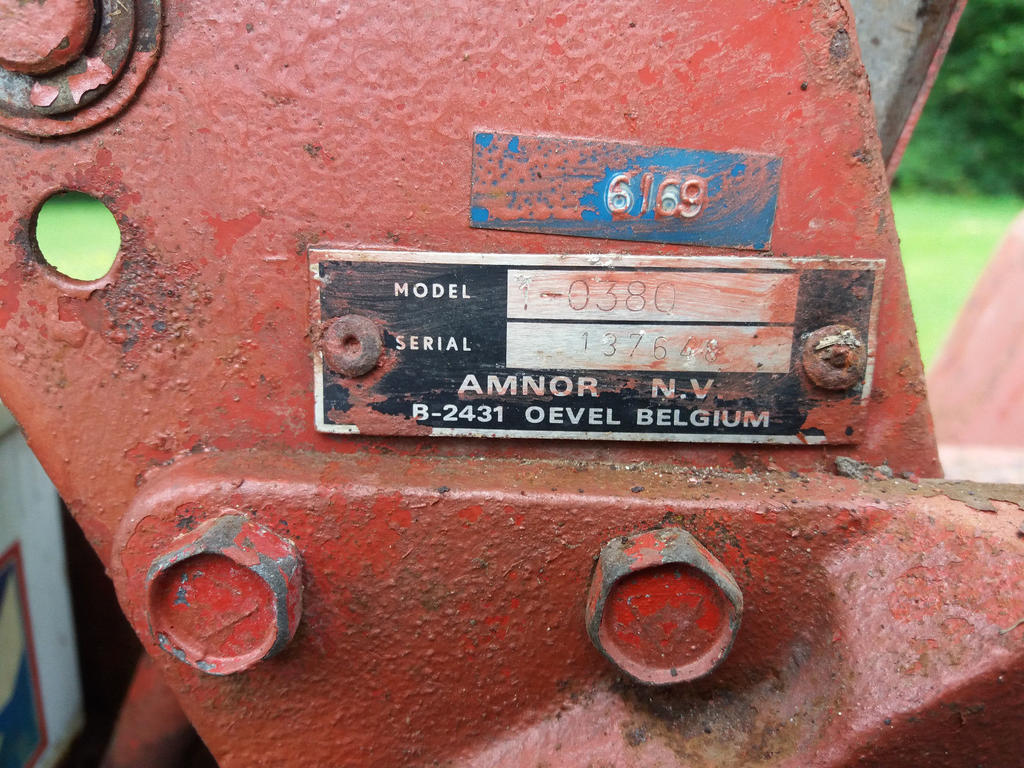 6169
MODEL 1-0380
SERIAL 137648
AMNOR N.V.
B-2431 OEVEL BELGIUM